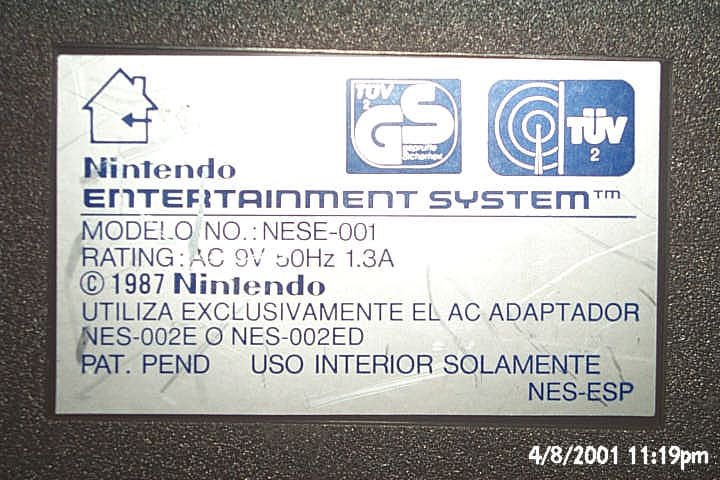 TÜV
2
GS
geprüfte
Sicherheit
TÜV
2
Nintendo
ENTERTAINMENT SYSTEM™
MODELO NO.: NESE-001
RATING: AC 9V 50Hz 1.3A
© 1987 Nintendo
UTILIZA EXCLUSIVAMENTE EL AC ADAPTADOR
NES-002E O NES-002ED
PAT. PEND USO INTERIOR SOLAMENTE
NES-ESP
4/8/2001 11:19pm